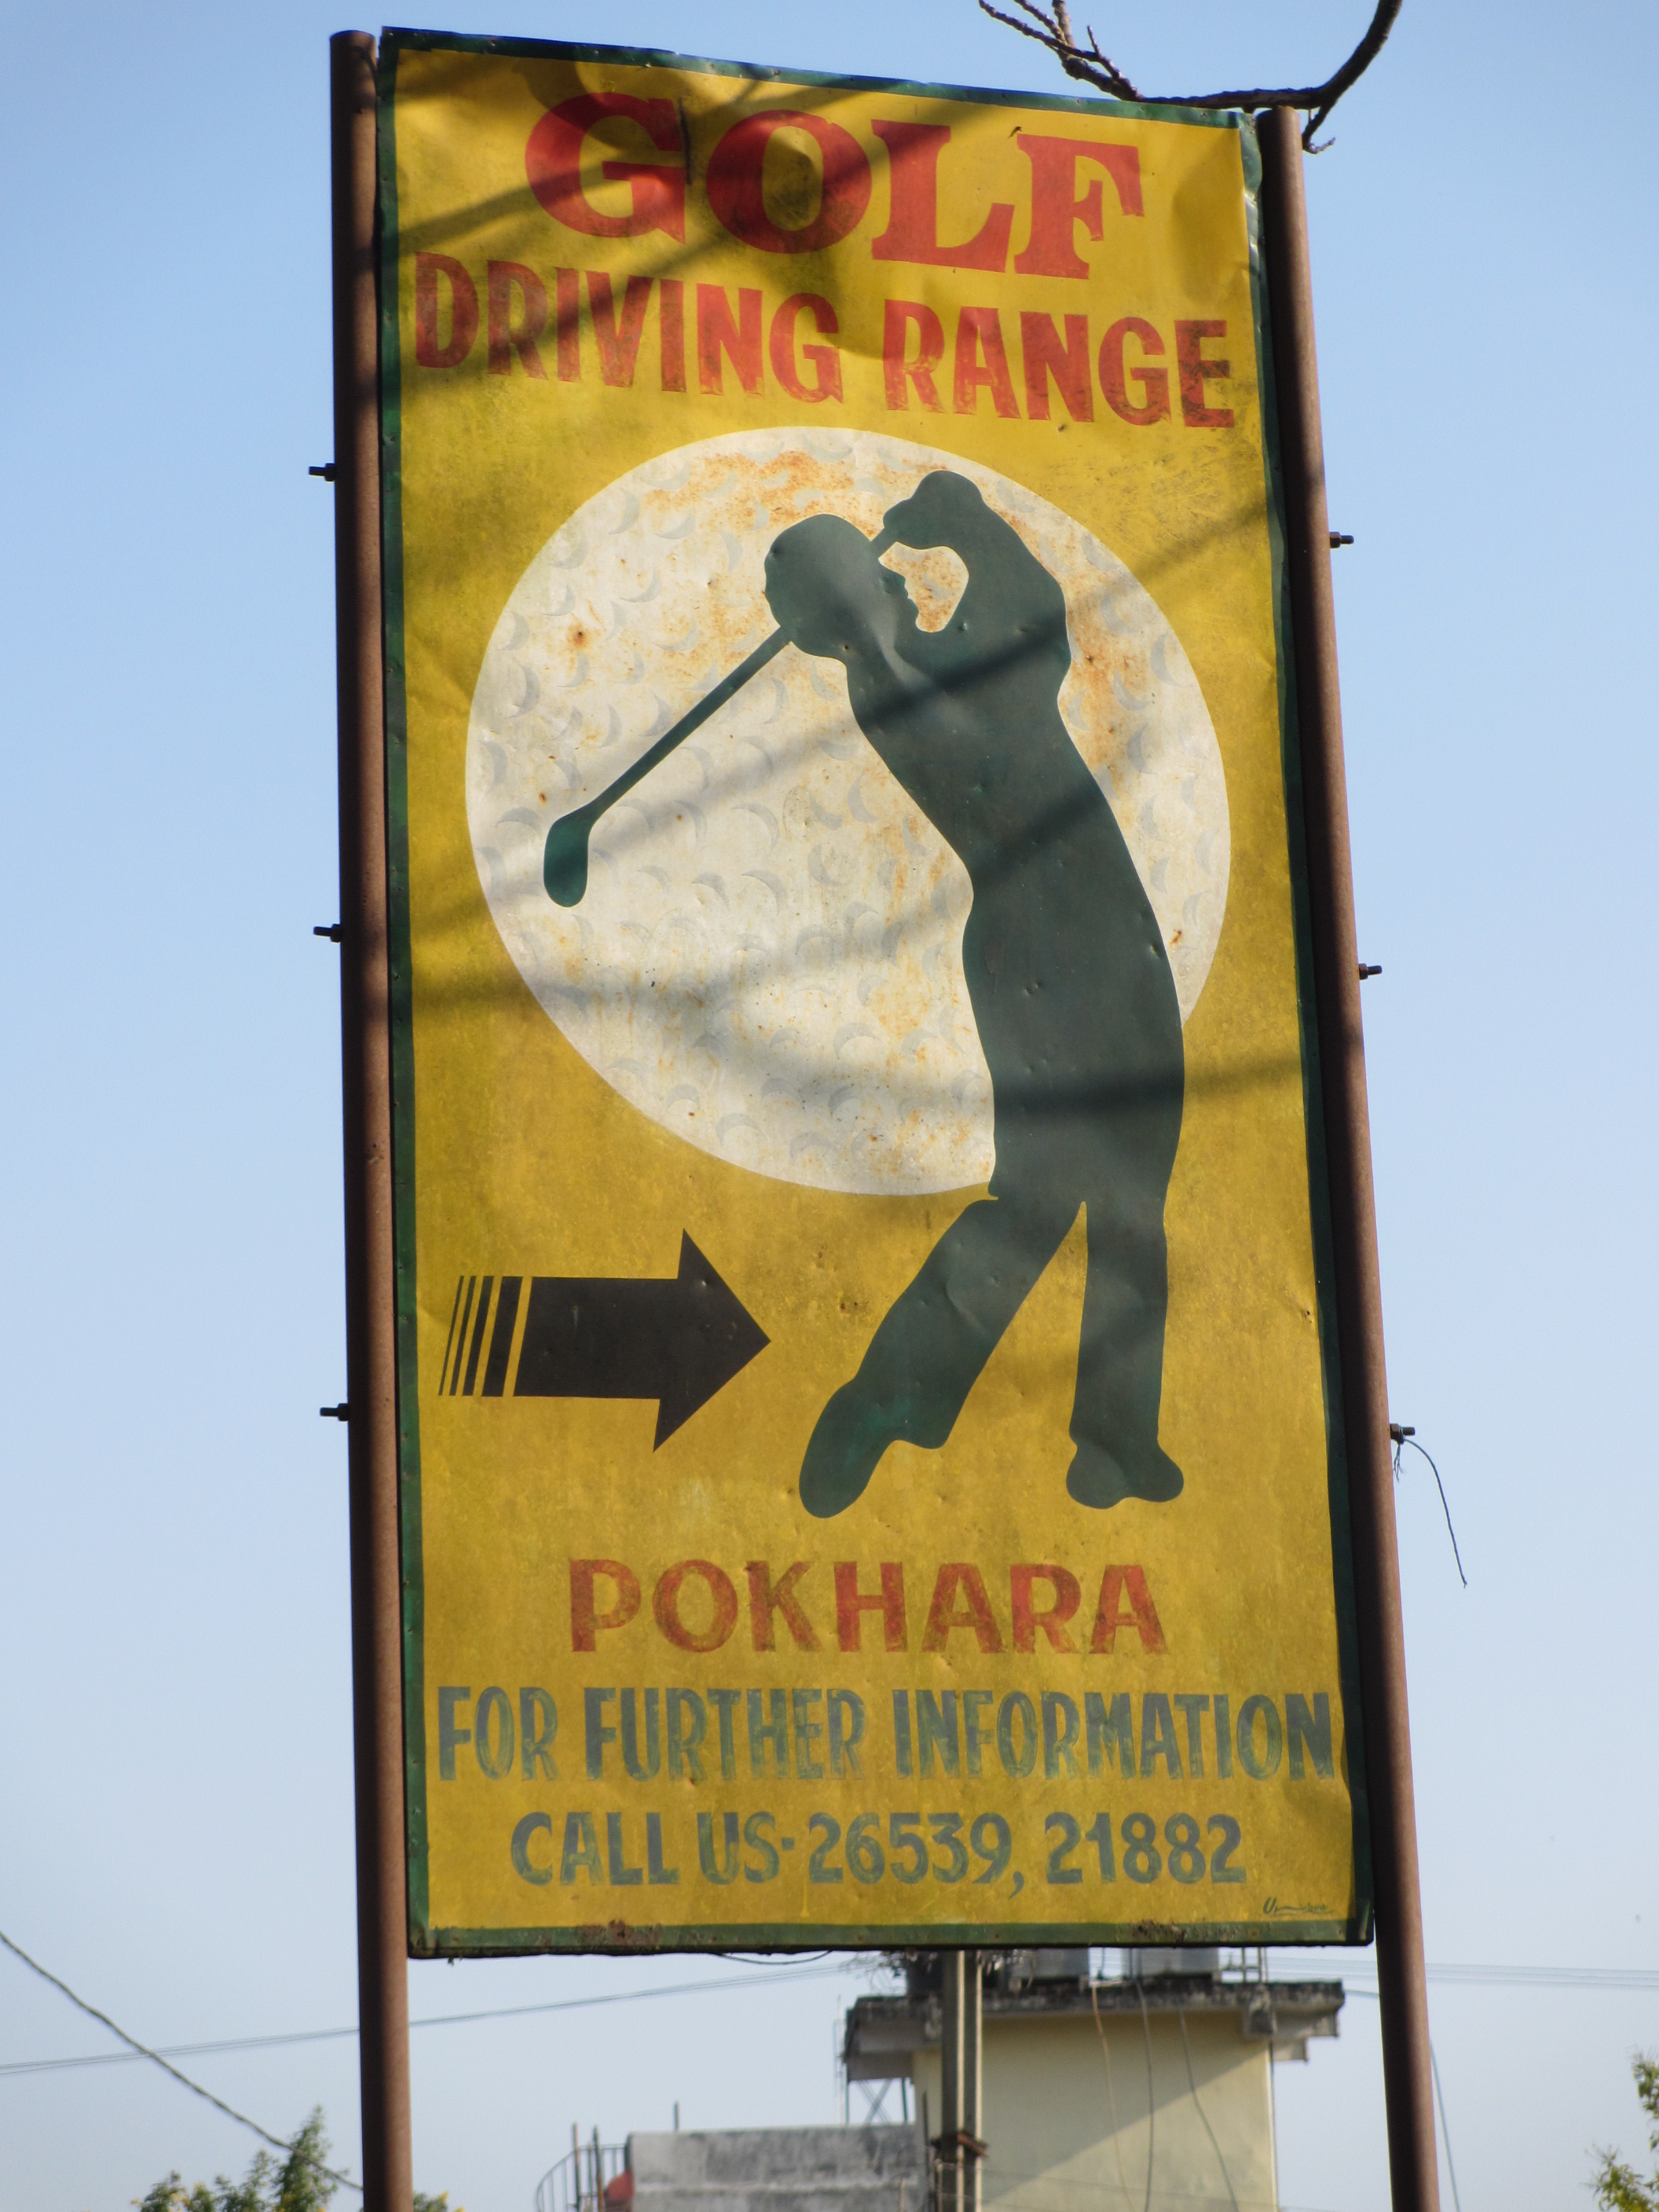 GOLF
DRIVING RANGE
POKHARA
FOR FURTHER INFORMATION
CALL US·26539, 21882